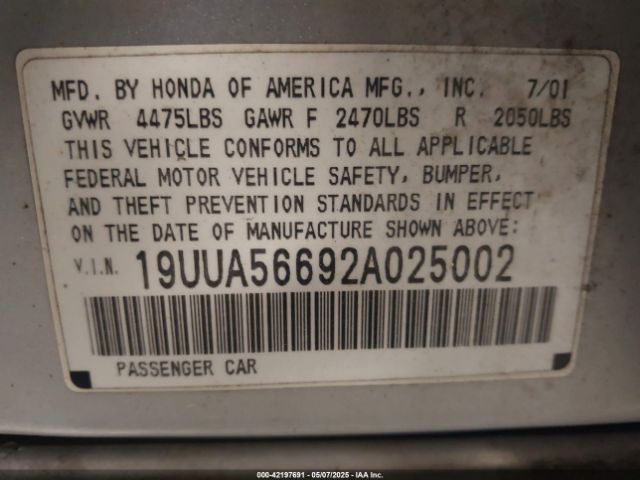 MFD. BY HONDA OF AMERICA MFG., INC. 7/01
GVWR 4475LBS GAWR F 2470LBS R 2050LBS
THIS VEHICLE CONFORMS TO ALL APPLICABLE
FEDERAL MOTOR VEHICLE SAFETY, BUMPER,
AND THEFT PREVENTION STANDARDS IN EFFECT
ON THE DATE OF MANUFACTURE SHOWN ABOVE:
V.I.N. 19UUA56692A025002
PASSENGER CAR
000-42197691 - 05/07/2025 - IAA Inc.